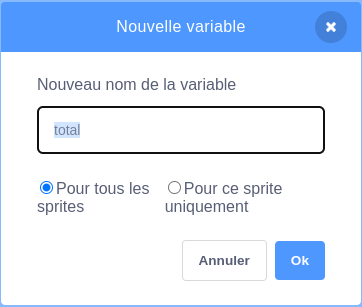 Nouvelle variable
Nouveau nom de la variable
total
Pour tous les sprites
Pour ce sprite uniquement
Annuler
Ok